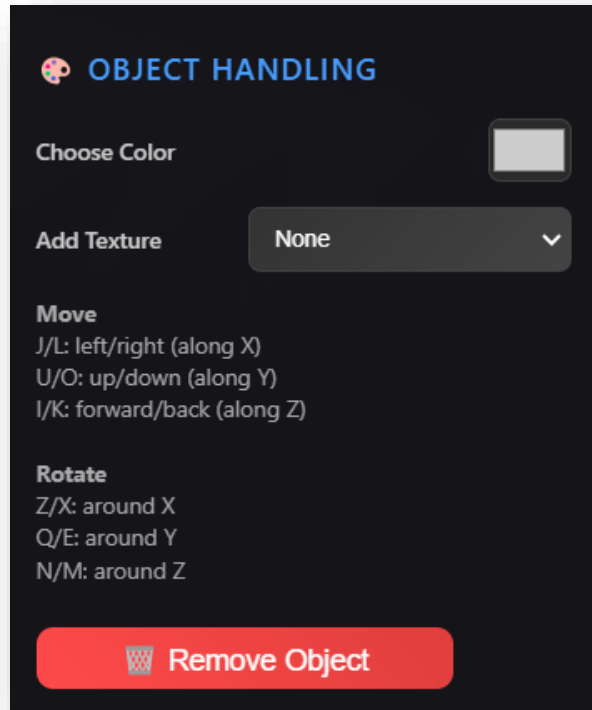 OBJECT HANDLING
Choose Color
Add Texture
None
Move
J/L: left/right (along X)
U/O: up/down (along Y)
I/K: forward/back (along Z)
Rotate
Z/X: around X
Q/E: around Y
N/M: around Z
Remove Object